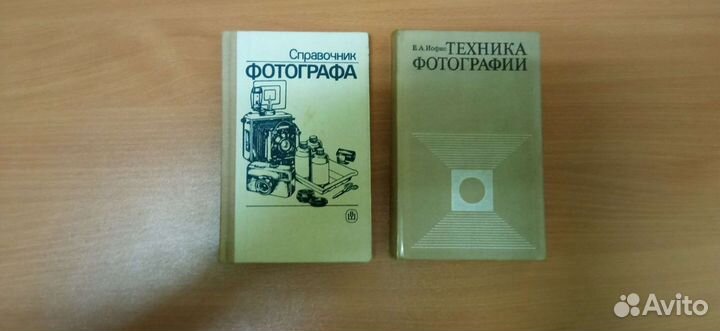 Справочник
ФОТОГРАФА
Е.А. Иофис ТЕХНИКА
ФОТОГРАФИИ
Avito